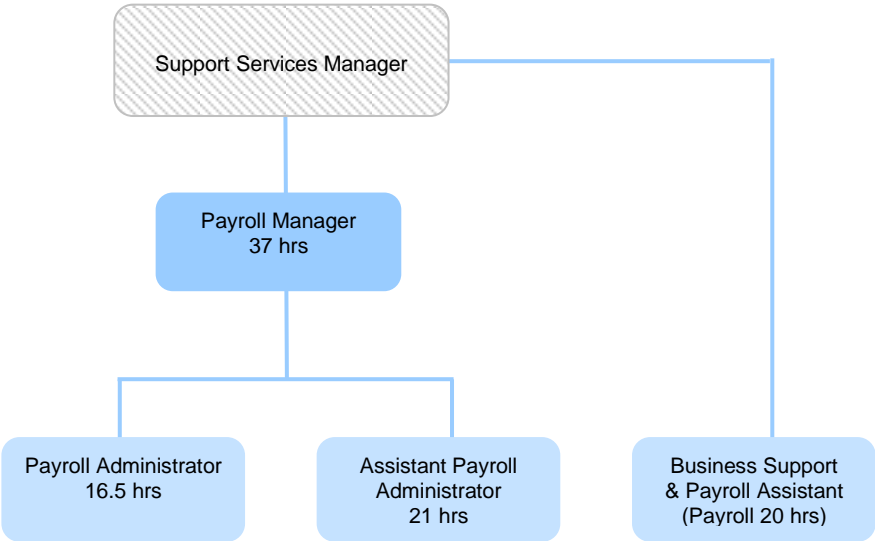 Support Services Manager
Payroll Manager
37 hrs
Payroll Administrator
16.5 hrs
Assistant Payroll
Administrator
21 hrs
Business Support
& Payroll Assistant
(Payroll 20 hrs)